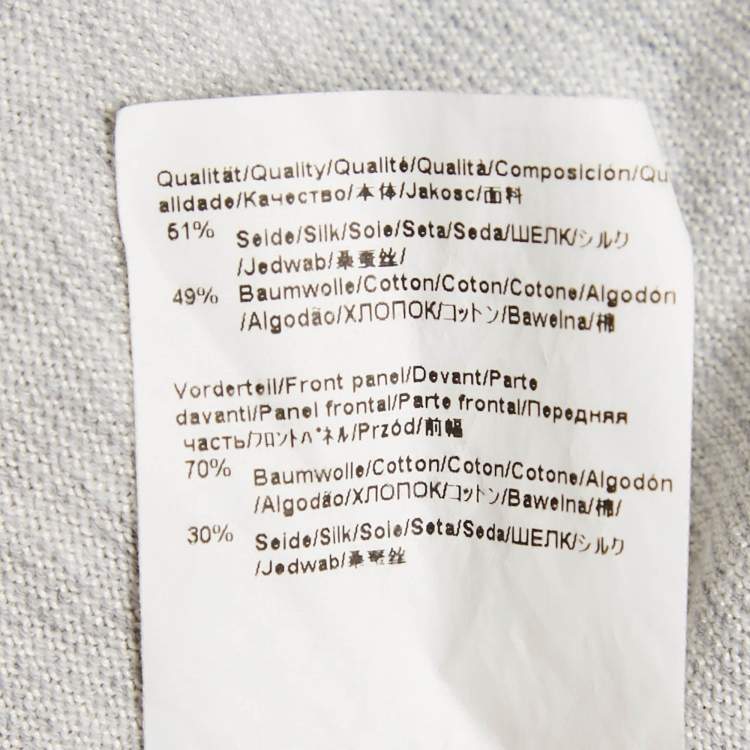 Qualität/Quality/Qualité/Qualità/Composición/Qu
alidade/Качество/本体/Jakosc/面料
51% Seide/Silk/Soie/Seta/Seda/ШЕЛК/シルク
/Jedwab/桑蚕丝/
49% Baumwolle/Cotton/Coton/Cotone/Algodón
/Algodão/ХЛОПОК/コットン/Bawelna/棉
Vorderteil/Front panel/Devant/Parte
davanti/Panel frontal/Parte frontal/Передняя
часть/ﾌﾛﾝﾄﾊﾟﾈﾙ/Przód/前幅
70% Baumwolle/Cotton/Coton/Cotone/Algodón
/Algodão/ХЛОПОК/コットン/Bawelna/棉/
30% Seide/Silk/Soie/Seta/Seda/ШЕЛК/シルク
/Jedwab/桑蚕丝